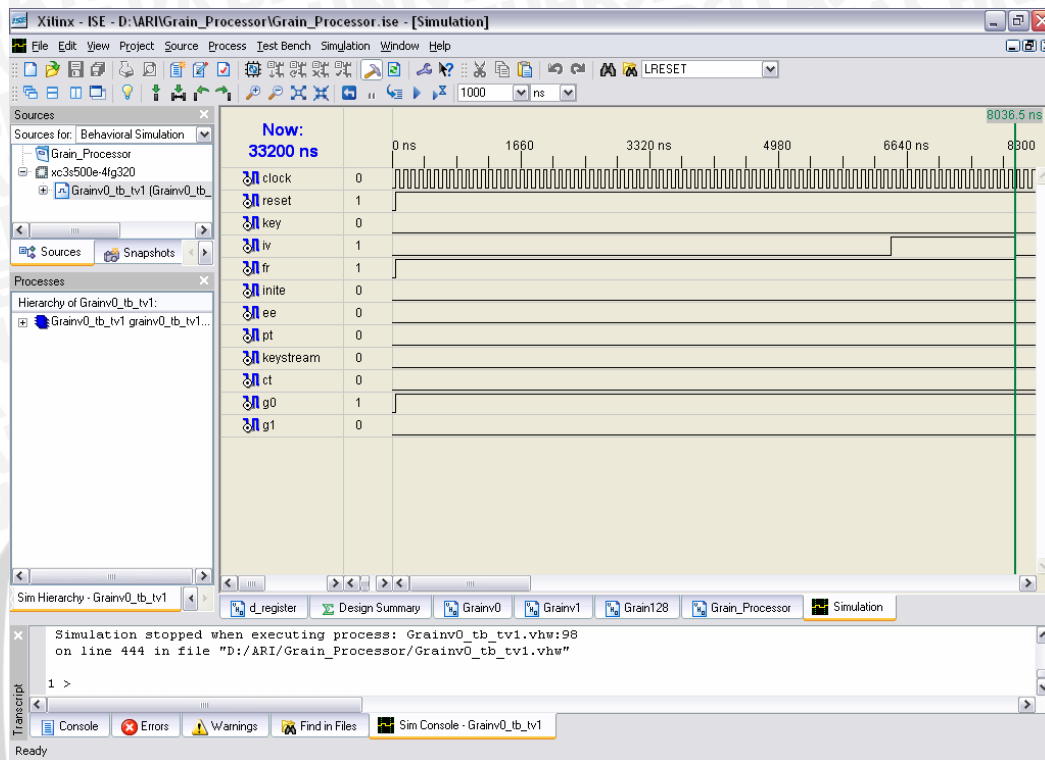 Xilinx - ISE - D:\ARI\Grain_Processor\Grain_Processor.ise - [Simulation]
File Edit View Project Source Process Test Bench Simulation Window Help
LRESET
1000 ns
Sources
Sources for: Behavioral Simulation
Grain_Processor
xc3s500e-4fg320
Grainv0_tb_tv1 (Grainv0_tb_
Sources Snapshots
Processes
Hierarchy of Grainv0_tb_tv1:
Grainv0_tb_tv1 grainv0_tb_tv1...
Sim Hierarchy - Grainv0_tb_tv1
8036.5 ns
Now:
33200 ns
0 ns 1660 3320 ns 4980 6640 ns 8300
clock 0
reset 1
key 0
iv 1
fr 1
inite 0
ee 0
pt 0
keystream 0
ct 0
g0 1
g1 0
d_register Design Summary Grainv0 Grainv1 Grain128 Grain_Processor Simulation
Simulation stopped when executing process: Grainv0_tb_tv1.vhw:98
on line 444 in file "D:/ARI/Grain_Processor/Grainv0_tb_tv1.vhw"
1 >
Transcript
Console Errors Warnings Find in Files Sim Console - Grainv0_tb_tv1
Ready